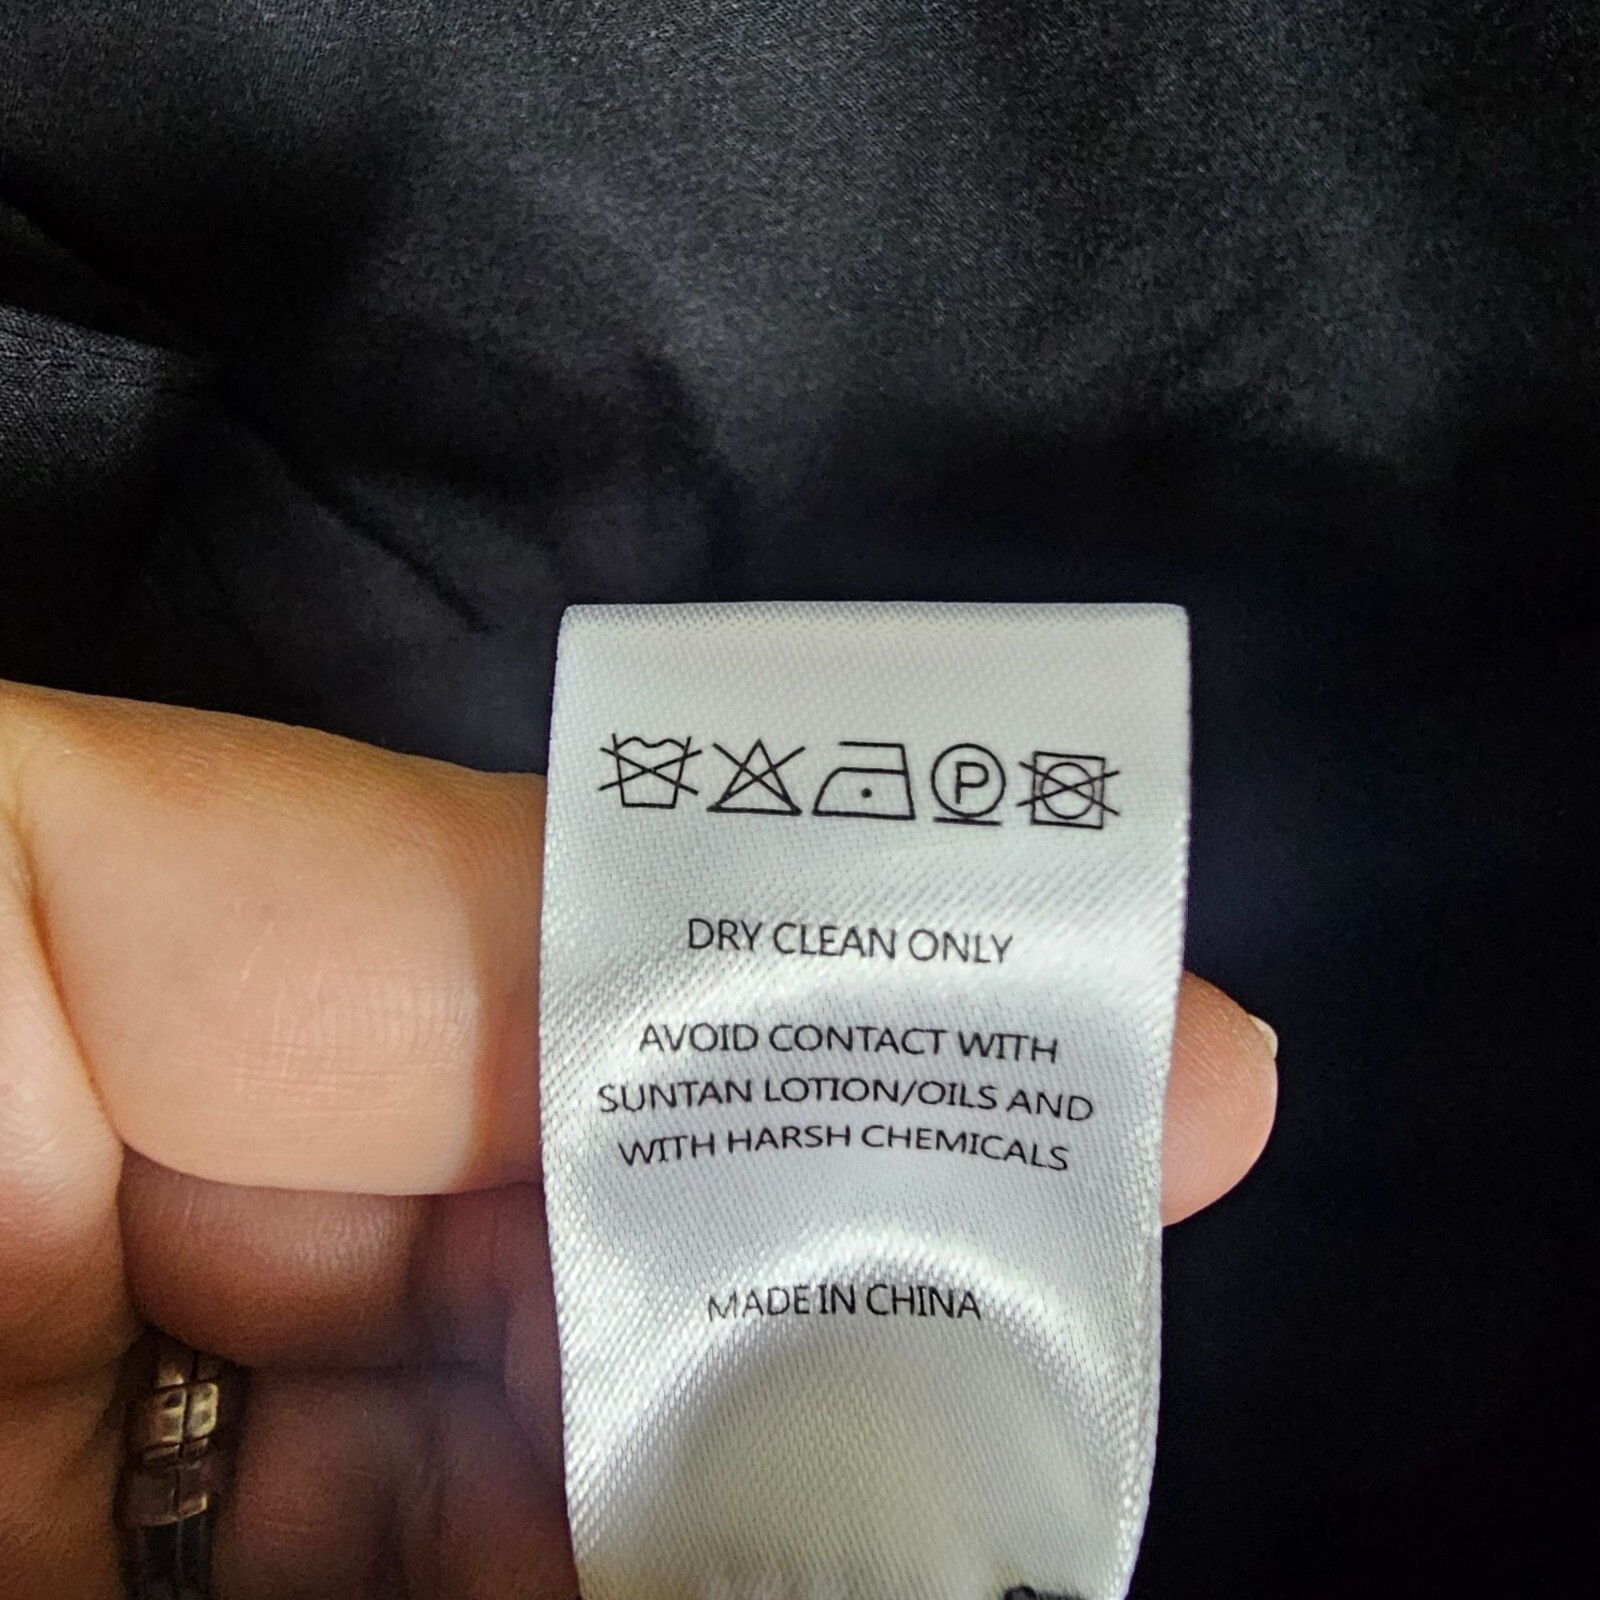 P
DRY CLEAN ONLY
AVOID CONTACT WITH
SUNTAN LOTION/OILS AND
WITH HARSH CHEMICALS
MADE IN CHINA